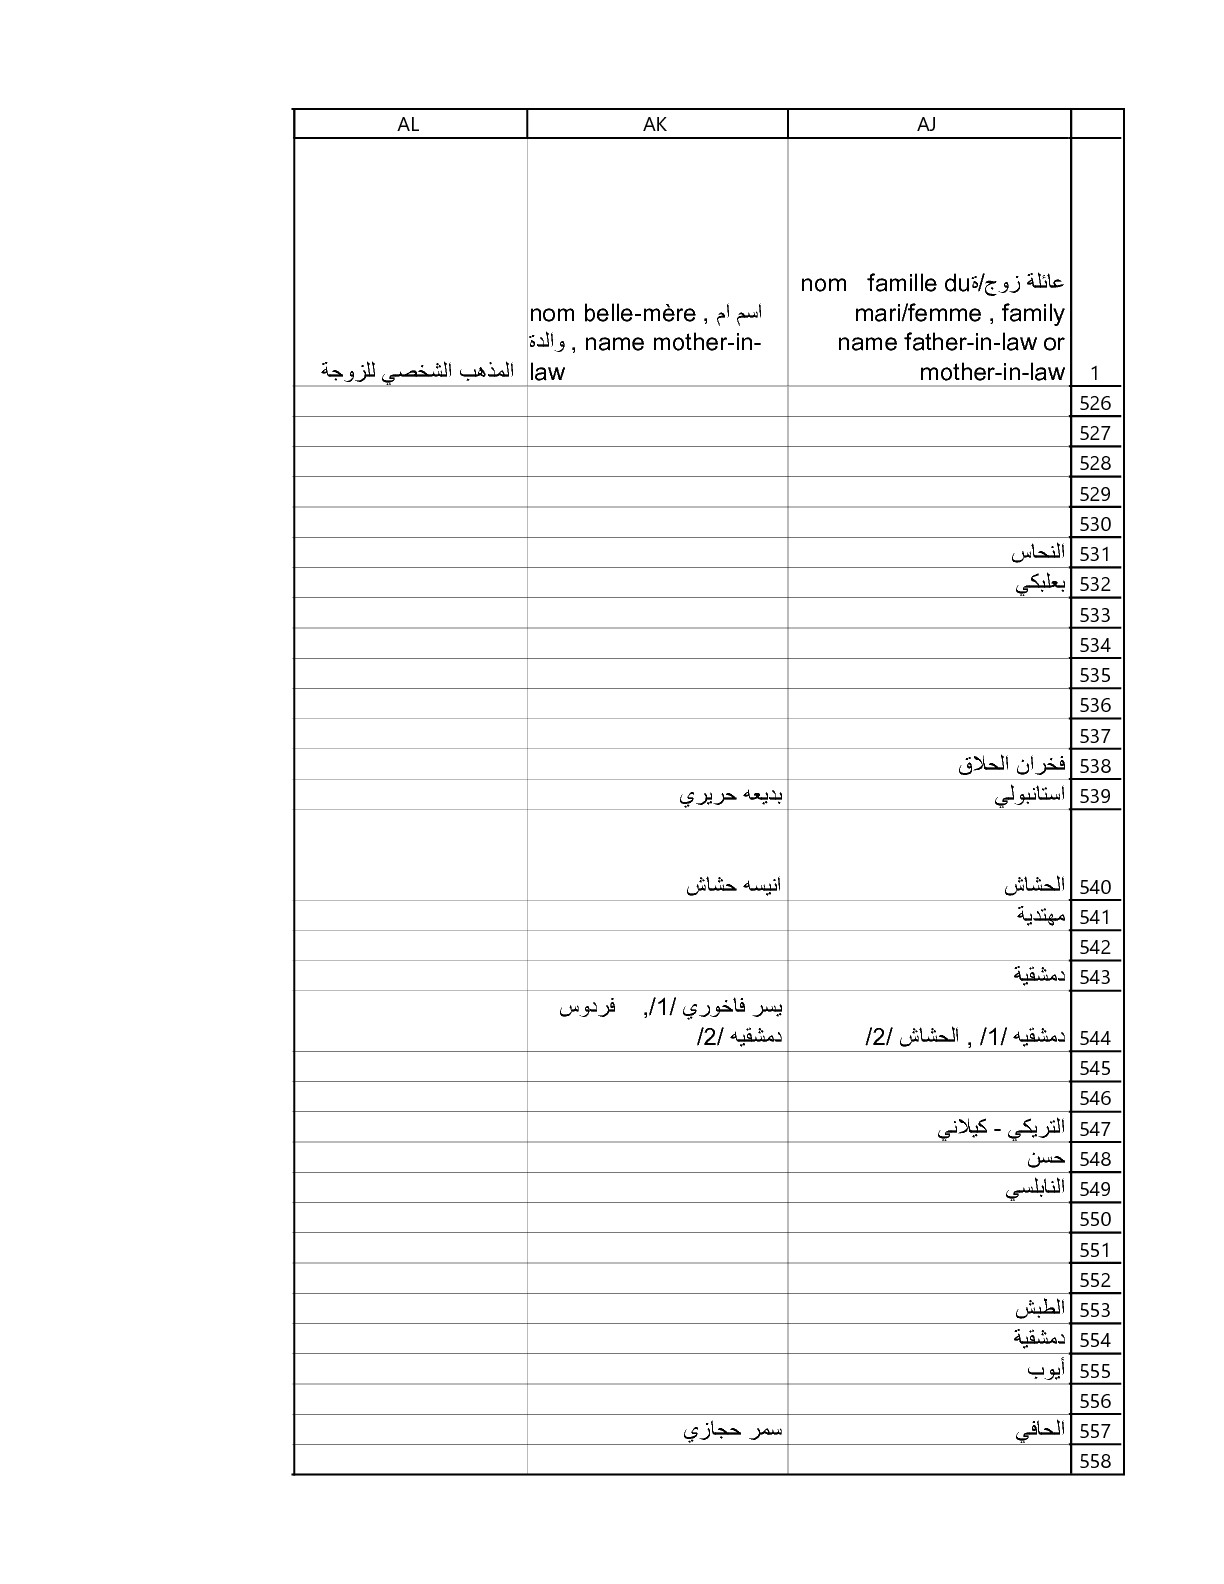 AJ AK AL
عائلة زوج/ةnom famille du
mari/femme , family
name father-in-law or
mother-in-law
nom belle-mère , اسم ام
والدة , name mother-in-
law
المذهب الشخصي للزوجة
1
526
527
528
529
530
531 النحاس
532 بعلبكي
533
534
535
536
537
538 فخران الحلاق
539 استانبولي بديعه حريري
540 الحشاش انيسه حشاش
541 مهتدية
542
543 دمشقية
يسر فاخوري /1/, فردوس
544 دمشقيه /1/ , الحشاش /2/ دمشقيه /2/
545
546
547 التريكي - كيلاني
548 حسن
549 النابلسي
550
551
552
553 الطبش
554 دمشقية
555 أيوب
556
557 الحافي سمر حجازي
558